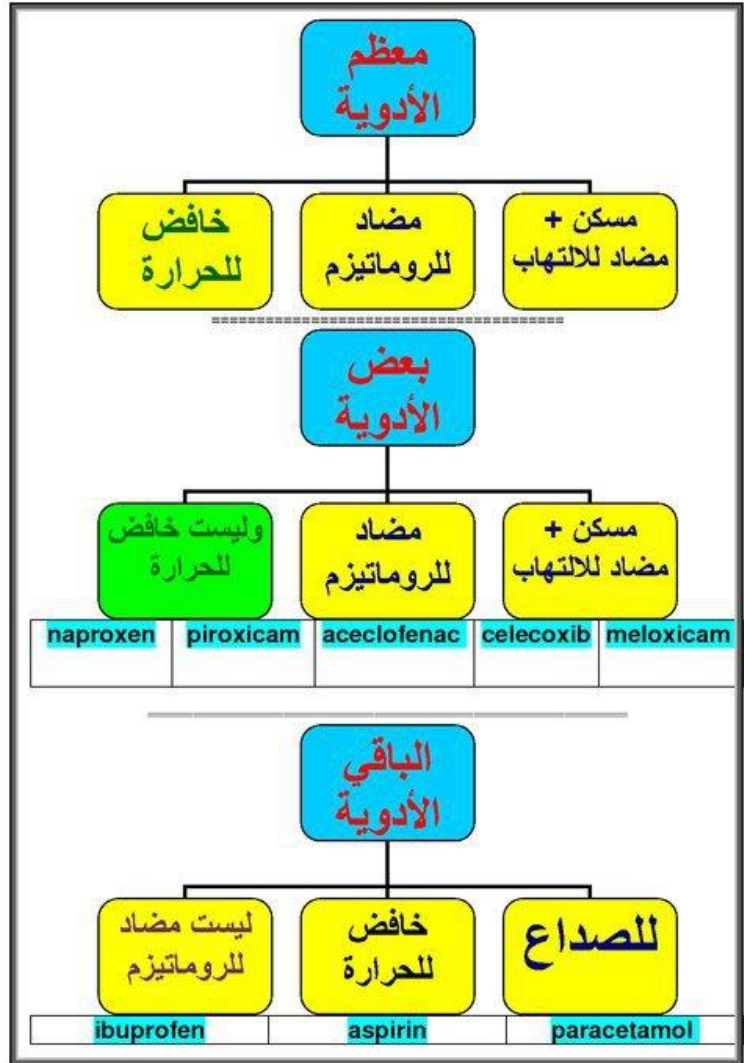 معظم
الأدوية
مسكن +
مضاد للالتهاب
مضاد
للروماتيزم
خافض
للحرارة
=====================================
بعض
الأدوية
مسكن +
مضاد للالتهاب
مضاد
للروماتيزم
وليست خافض
للحرارة
naproxen piroxicam aceclofenac celecoxib meloxicam
الباقي
الأدوية
للصداع
خافض
للحرارة
ليست مضاد
للروماتيزم
ibuprofen aspirin paracetamol